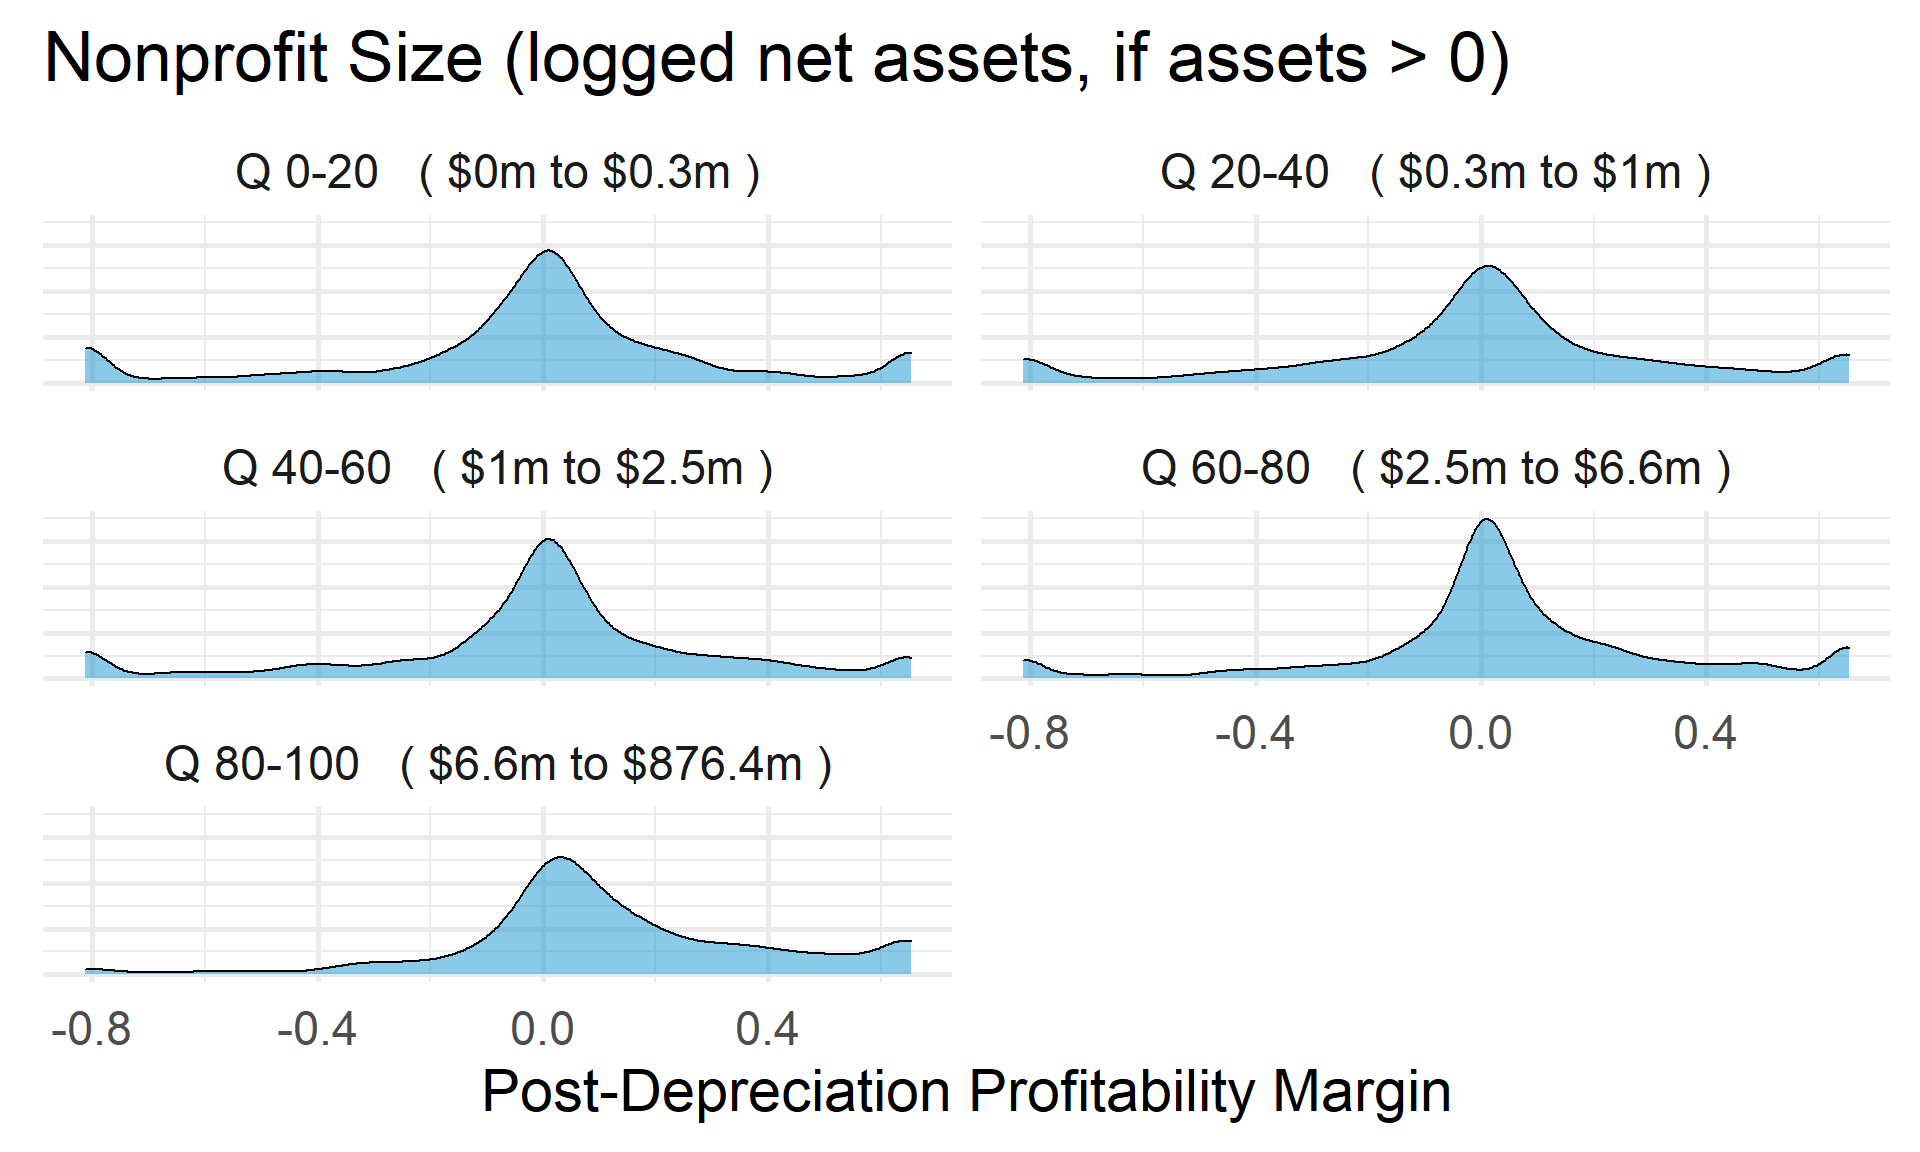 Nonprofit Size (logged net assets, if assets > 0)
Q 0-20 ( $0m to $0.3m )
Q 20-40 ( $0.3m to $1m )
Q 40-60 ( $1m to $2.5m )
Q 60-80 ( $2.5m to $6.6m )
-0.8 -0.4 0.0 0.4
Q 80-100 ( $6.6m to $876.4m )
-0.8 -0.4 0.0 0.4
Post-Depreciation Profitability Margin